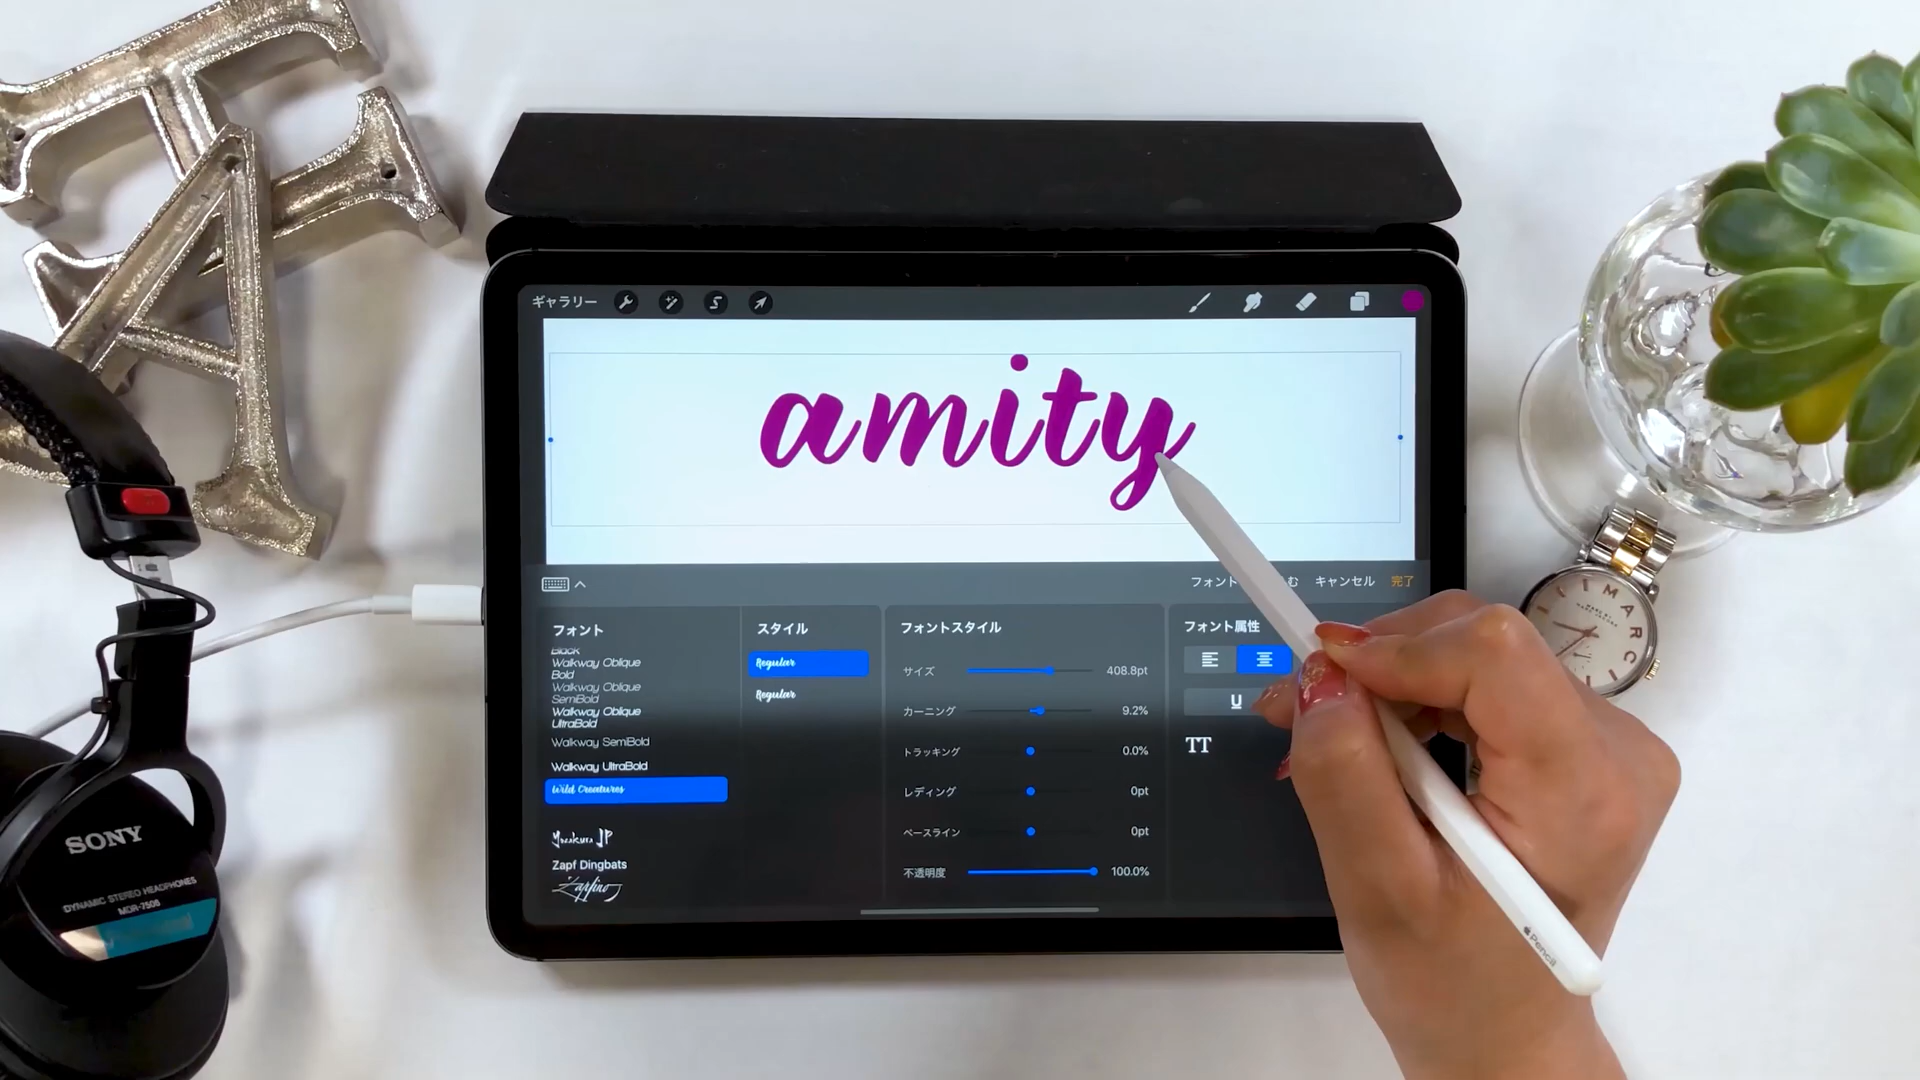 ギャラリー
amity
キャンセル
完了
フォント
Black
Walkway Oblique
Bold
Walkway Oblique
SemiBold
Walkway Oblique
UltraBold
Walkway SemiBold
Walkway UltraBold
Wild Creatures
Zapf Dingbats
Zapfino
スタイル
Regular
Regular
フォントスタイル
サイズ 408.8pt
カーニング 9.2%
トラッキング 0.0%
レディング 0pt
ベースライン 0pt
不透明度 100.0%
フォント属性
U
TT
SONY
DYNAMIC STEREO HEADPHONES
MDR-7506
Pencil